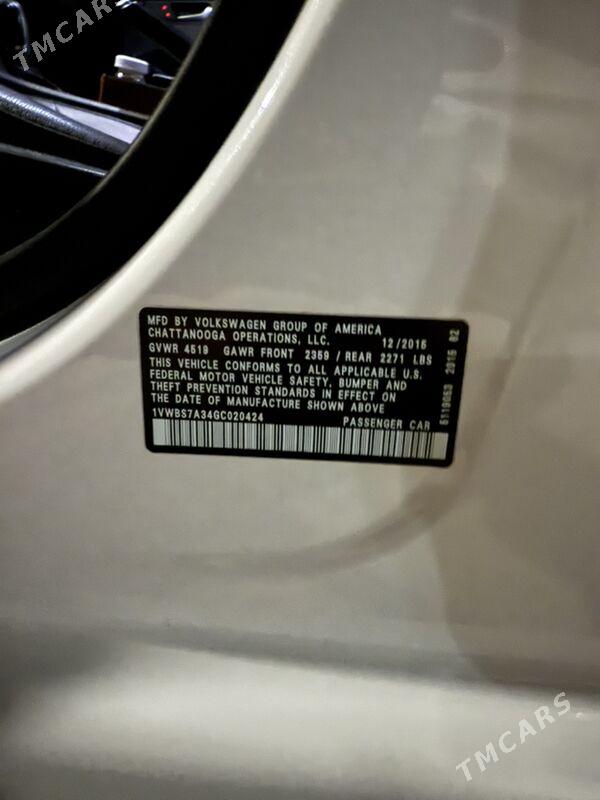 TMCARS
MFD BY VOLKSWAGEN GROUP OF AMERICA
CHATTANOOGA OPERATIONS, LLC. 12/2015
GVWR 4519 GAWR FRONT 2359 / REAR 2271 LBS
THIS VEHICLE CONFORMS TO ALL APPLICABLE U.S.
FEDERAL MOTOR VEHICLE SAFETY, BUMPER AND
THEFT PREVENTION STANDARDS IN EFFECT ON
THE DATE OF MANUFACTURE SHOWN ABOVE
1VWBS7A34GC020424 PASSENGER CAR
TMCARS